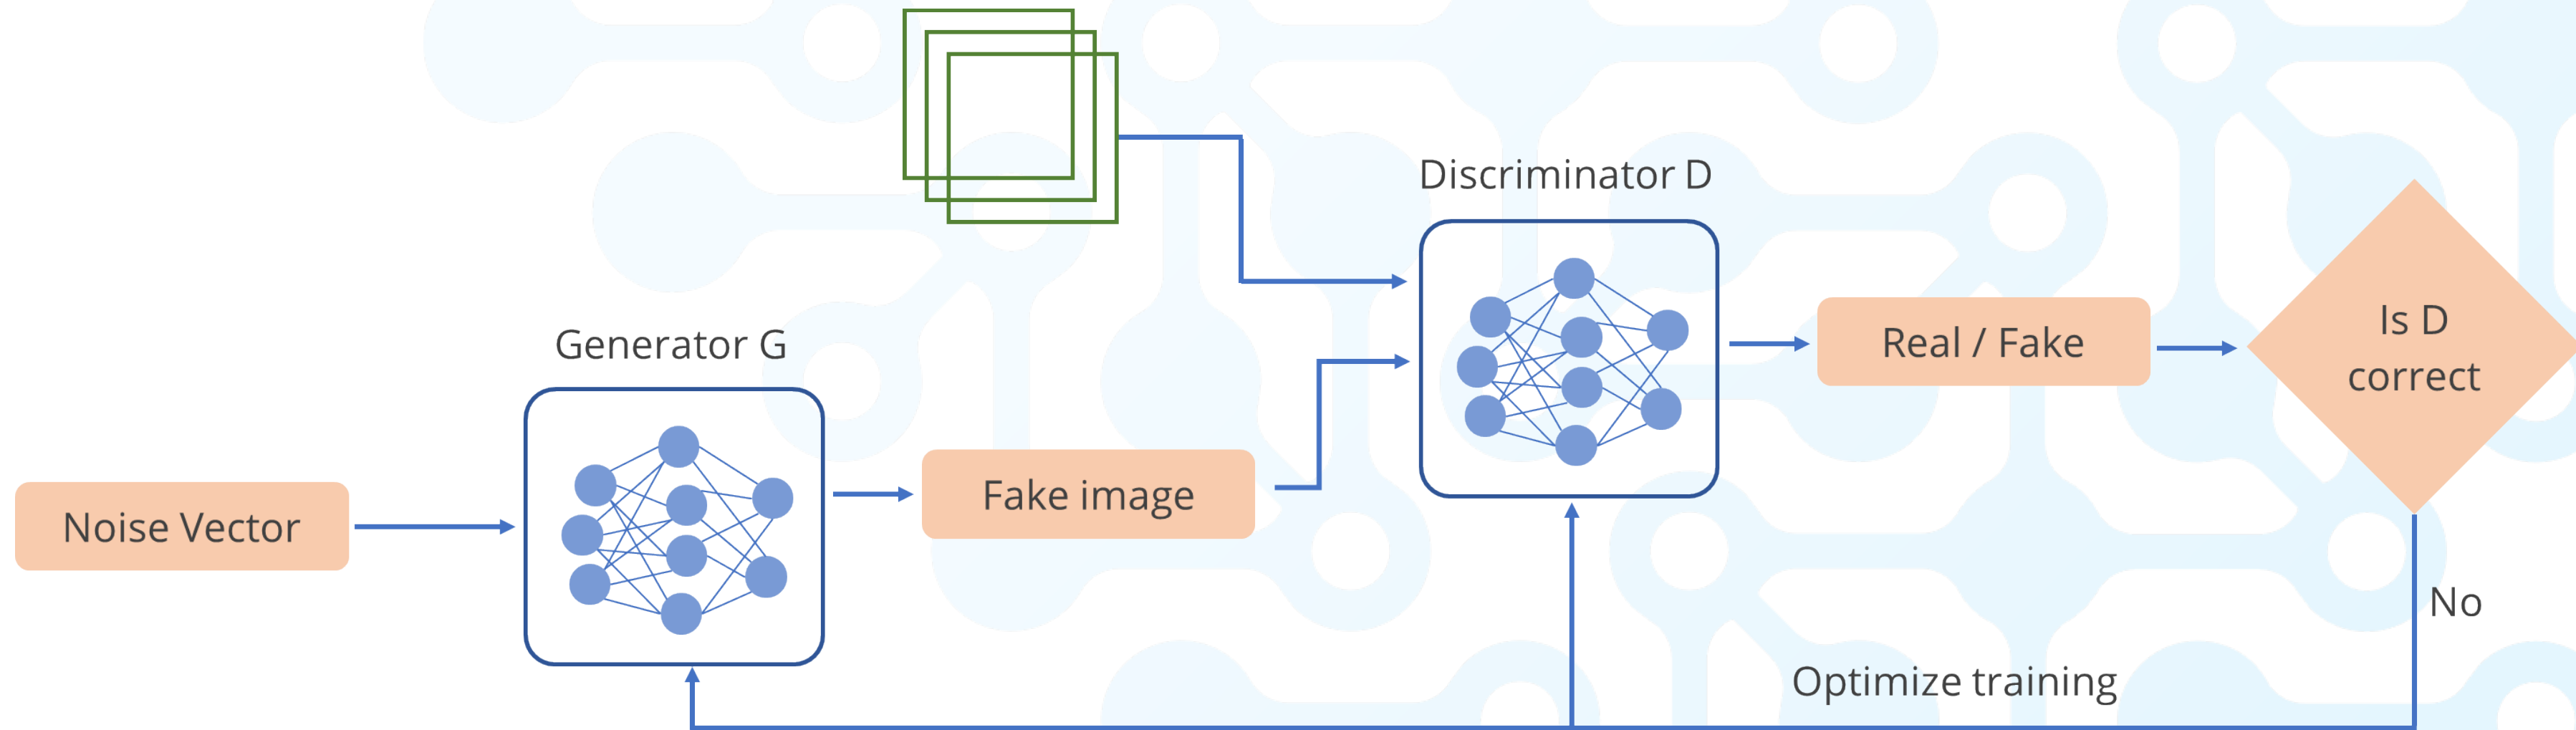 Discriminator D
Generator G
Noise Vector
Fake image
Real / Fake
Is D
correct
No
Optimize training